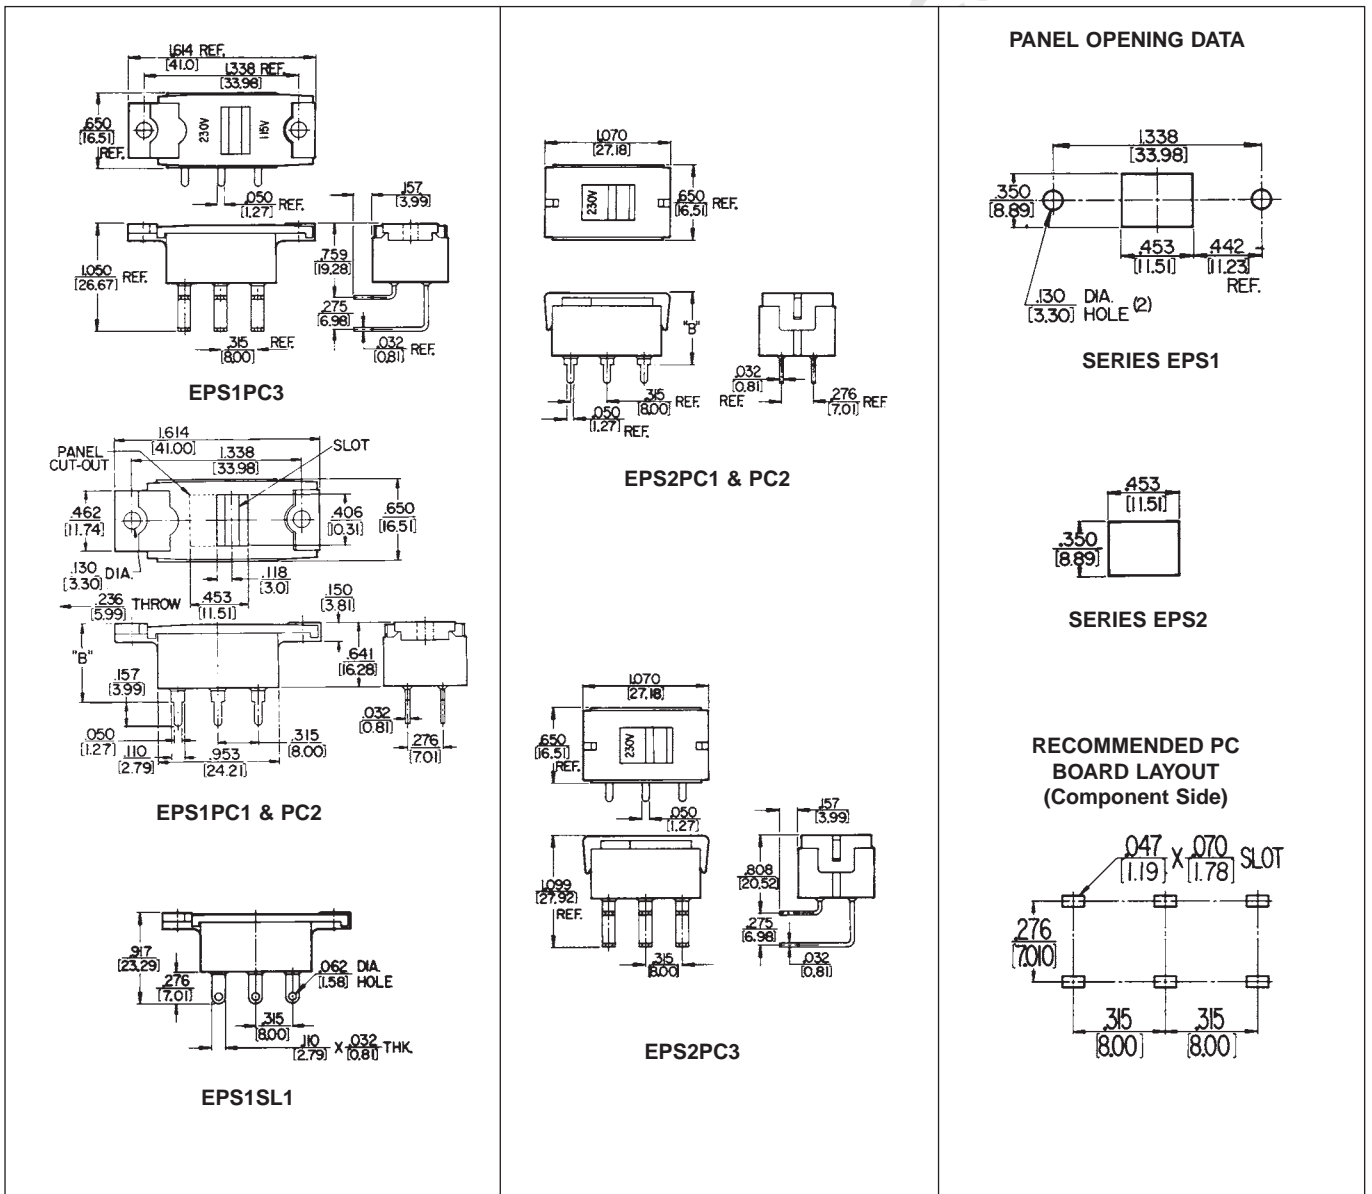 1.614 REF.
[41.0]
1.338 REF.
[33.98]
.650
[16.51]
REF.
230V
115V
.050 REF.
[1.27]
.157
[3.99]
1.050 REF.
[26.67]
.759
[19.28]
.275
[6.98]
.315 REF.
[8.00]
.032 REF.
[0.81]
EPS1PC3
1.614
[41.00]
PANEL
CUT-OUT
1.338
[33.98]
SLOT
.462
[11.74]
.406
[10.31]
.650
[16.51]
.130 DIA.
[3.30]
.118
[3.0]
.236 THROW
[5.99]
.453
[11.51]
.150
[3.81]
"B"
.641
[16.28]
.157
[3.99]
.032
[0.81]
.050
[1.27]
.110
[2.79]
.953
[24.21]
.315
[8.00]
.276
[7.01]
EPS1PC1 & PC2
.917
[23.29]
.276
[7.01]
.062 DIA.
[1.58] HOLE
.315
[8.00]
.110 X .032 THK.
[2.79] [0.81]
EPS1SL1
1.070
[27.18]
230V
.650 REF.
[16.51]
"B"
.032
[0.81]
REF.
.315 REF.
[8.00]
.050
[1.27] REF.
.276 REF.
[7.01]
EPS2PC1 & PC2
1.070
[27.18]
.650
[16.51]
REF.
230V
.050
[1.27]
.157
[3.99]
1.099
[27.92]
REF.
.808
[20.52]
.275
[6.98]
.315
[8.00]
.032
[0.81]
EPS2PC3
PANEL OPENING DATA
1.338
[33.98]
.350
[8.89]
.453
[11.51]
.442
[11.23]
REF.
.130 DIA.
[3.30] HOLE (2)
SERIES EPS1
.453
[11.51]
.350
[8.89]
SERIES EPS2
RECOMMENDED PC
BOARD LAYOUT
(Component Side)
.047 X .070 SLOT
[1.19] [1.78]
.276
[7.010]
.315
[8.00]
.315
[8.00]